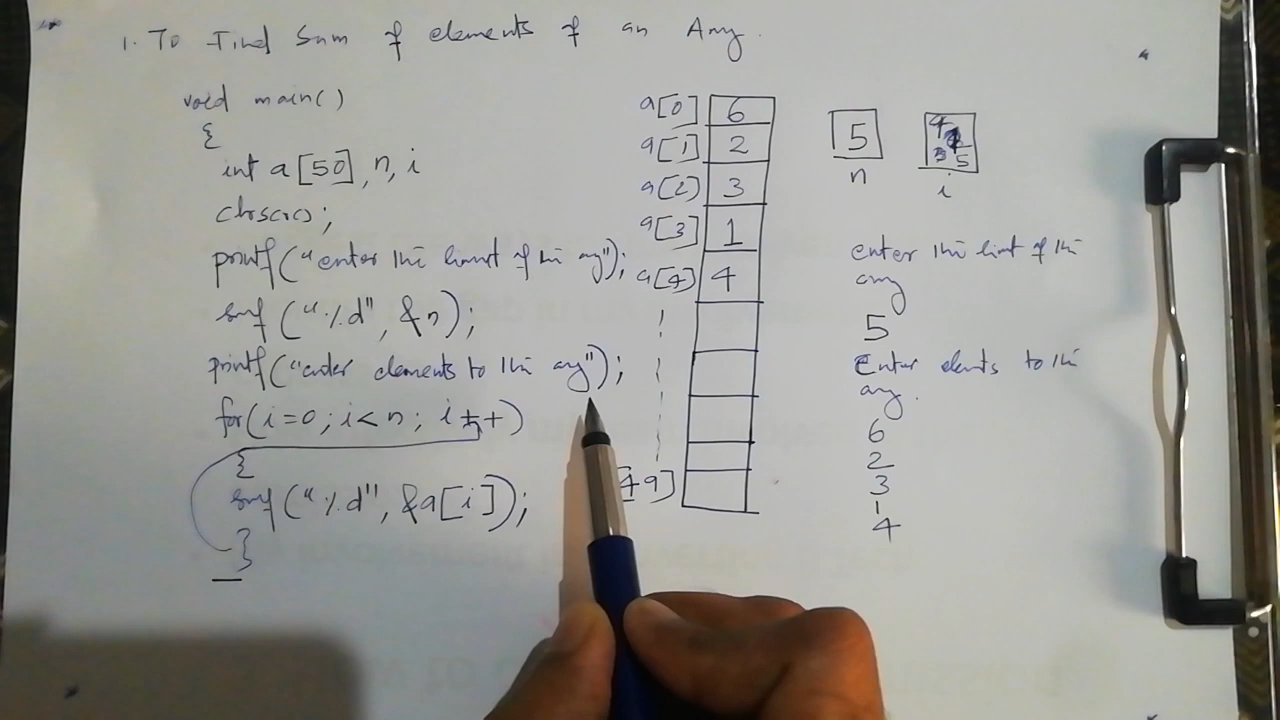 1. To Find Sum of elements of an Array.
void main()
{
int a[50], n, i
clrscr();
printf("enter the limit of the array");
scanf("%d", &n);
printf("enter elements to the array");
for(i=0; i<n; i++)
{
scanf("%d", &a[i]);
}
a[0] 6
a[1] 2
a[2] 3
a[3] 1
a[4] 4
49]
5
n
i
enter the limit of the
array
5
Enter elements to the
array.
6
2
3
1
4